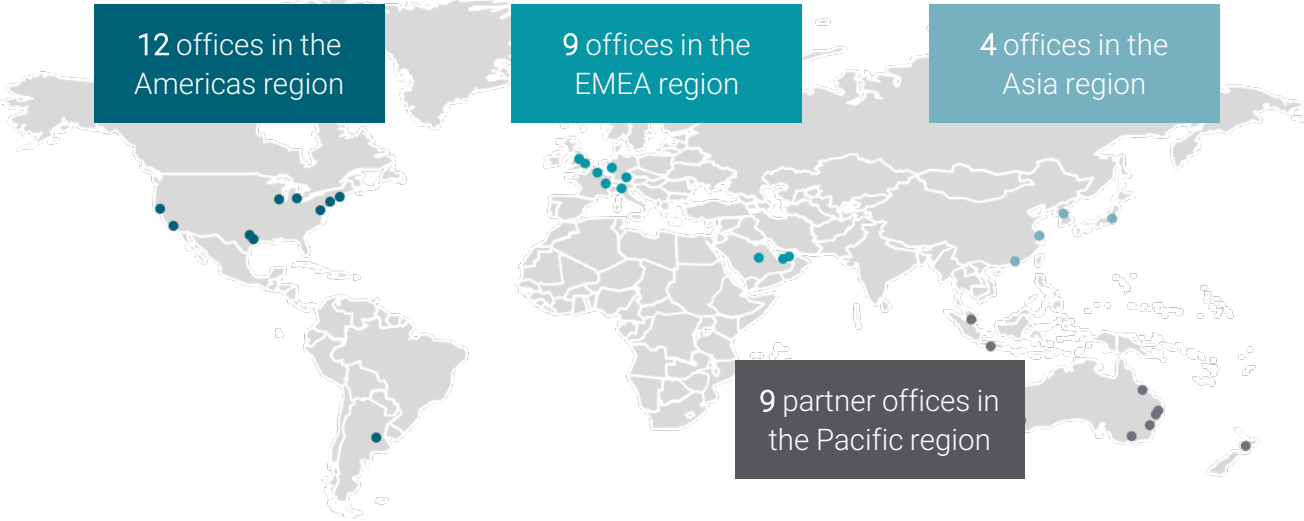 12 offices in the
Americas region
9 offices in the
EMEA region
4 offices in the
Asia region
9 partner offices in
the Pacific region